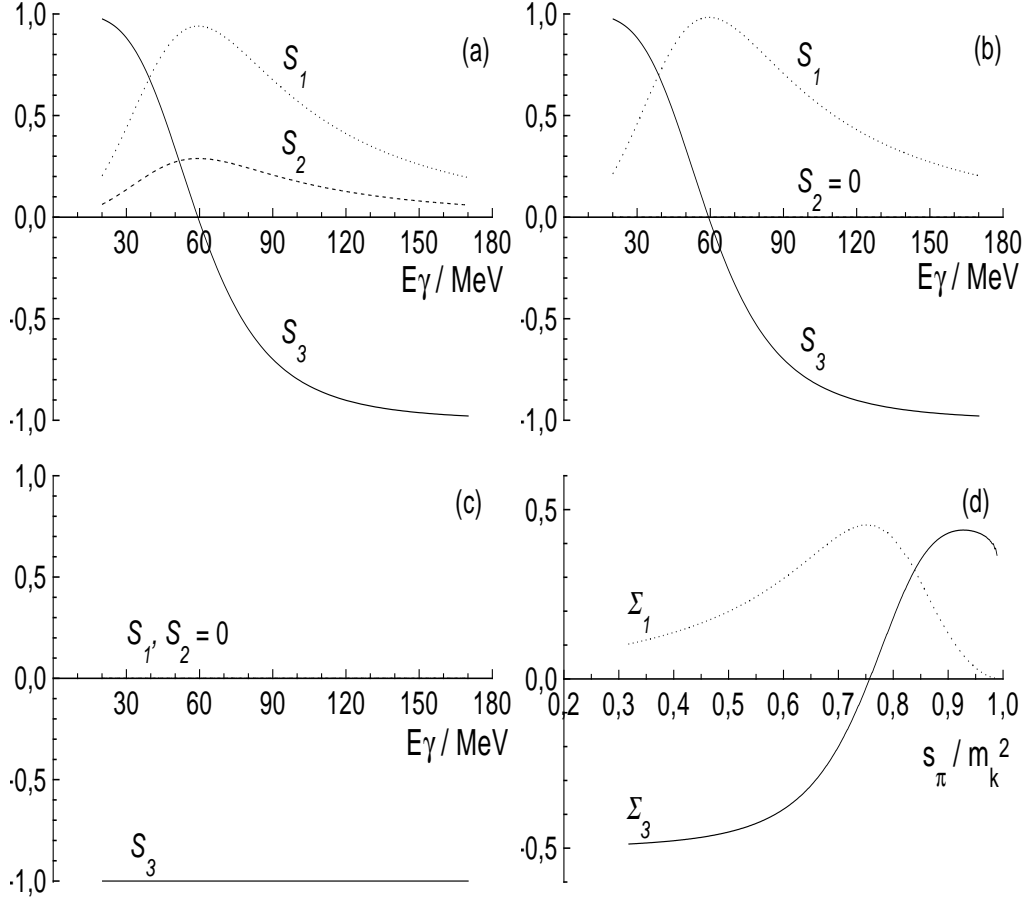 (a)
1,0
0,5
0,0
-0,5
-1,0
S1
S2
S3
30 60 90 120 150 180
Eγ / MeV
(b)
1,0
0,5
0,0
-0,5
-1,0
S1
S2 = 0
S3
30 60 90 120 150 180
Eγ / MeV
(c)
1,0
0,5
0,0
-0,5
-1,0
S1, S2 = 0
S3
30 60 90 120 150 180
Eγ / MeV
(d)
0,5
0,0
-0,5
Σ1
Σ3
0,2 0,3 0,4 0,5 0,6 0,7 0,8 0,9 1,0
sπ / mk2